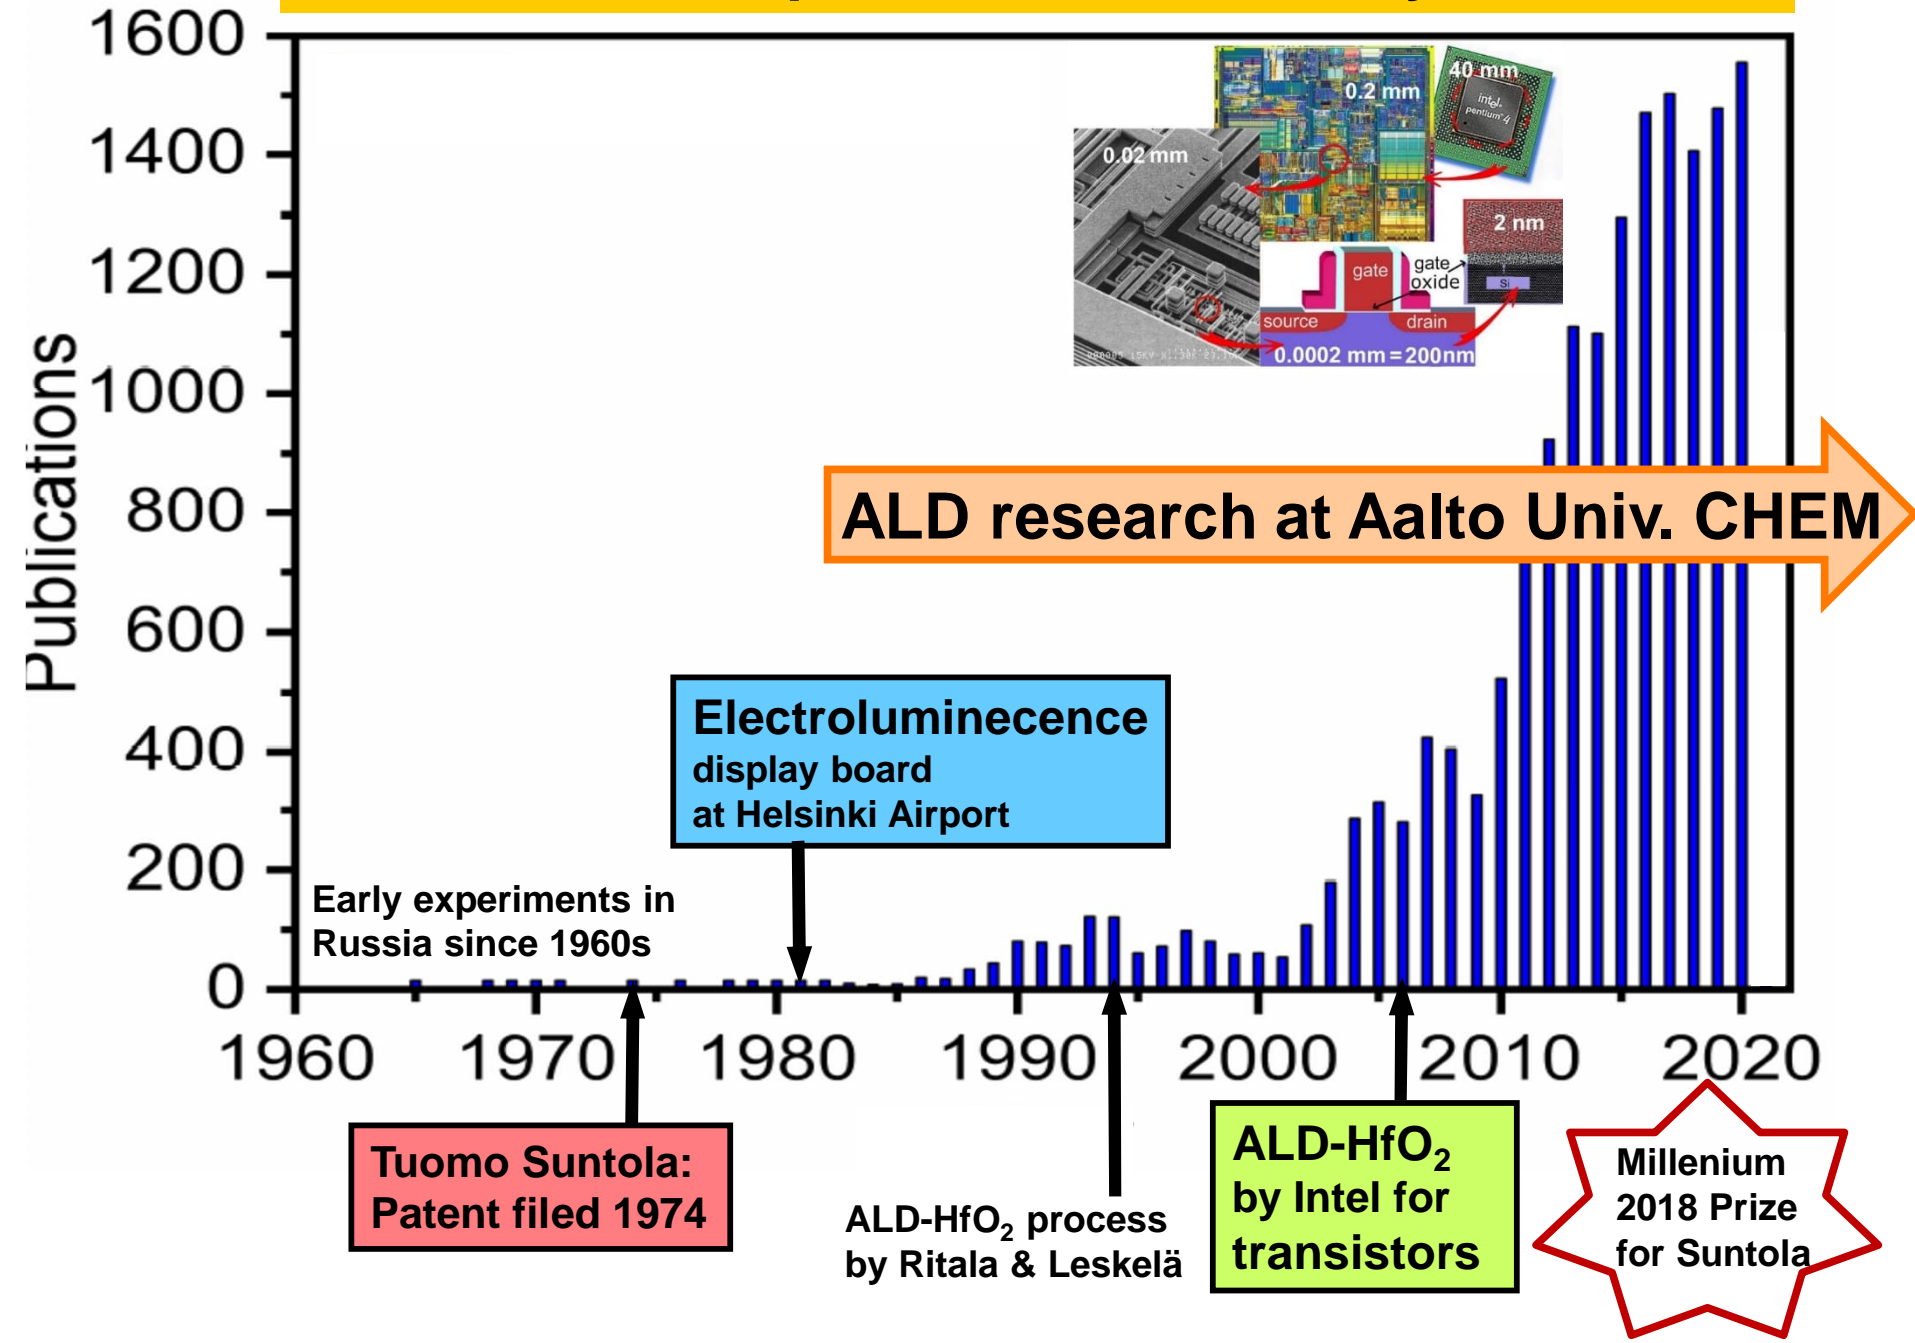 1600
1400
1200
1000
800
600
400
200
0
Publications
1960
1970
1980
1990
2000
2010
2020
40 mm
intel
pentium 4
0.2 mm
0.02 mm
2 nm
Si
gate
gate
oxide
source
drain
0.0002 mm = 200nm
ALD research at Aalto Univ. CHEM
Electroluminecence
display board
at Helsinki Airport
Early experiments in
Russia since 1960s
Tuomo Suntola:
Patent filed 1974
ALD-HfO₂ process
by Ritala & Leskelä
ALD-HfO₂
by Intel for
transistors
Millenium
2018 Prize
for Suntola